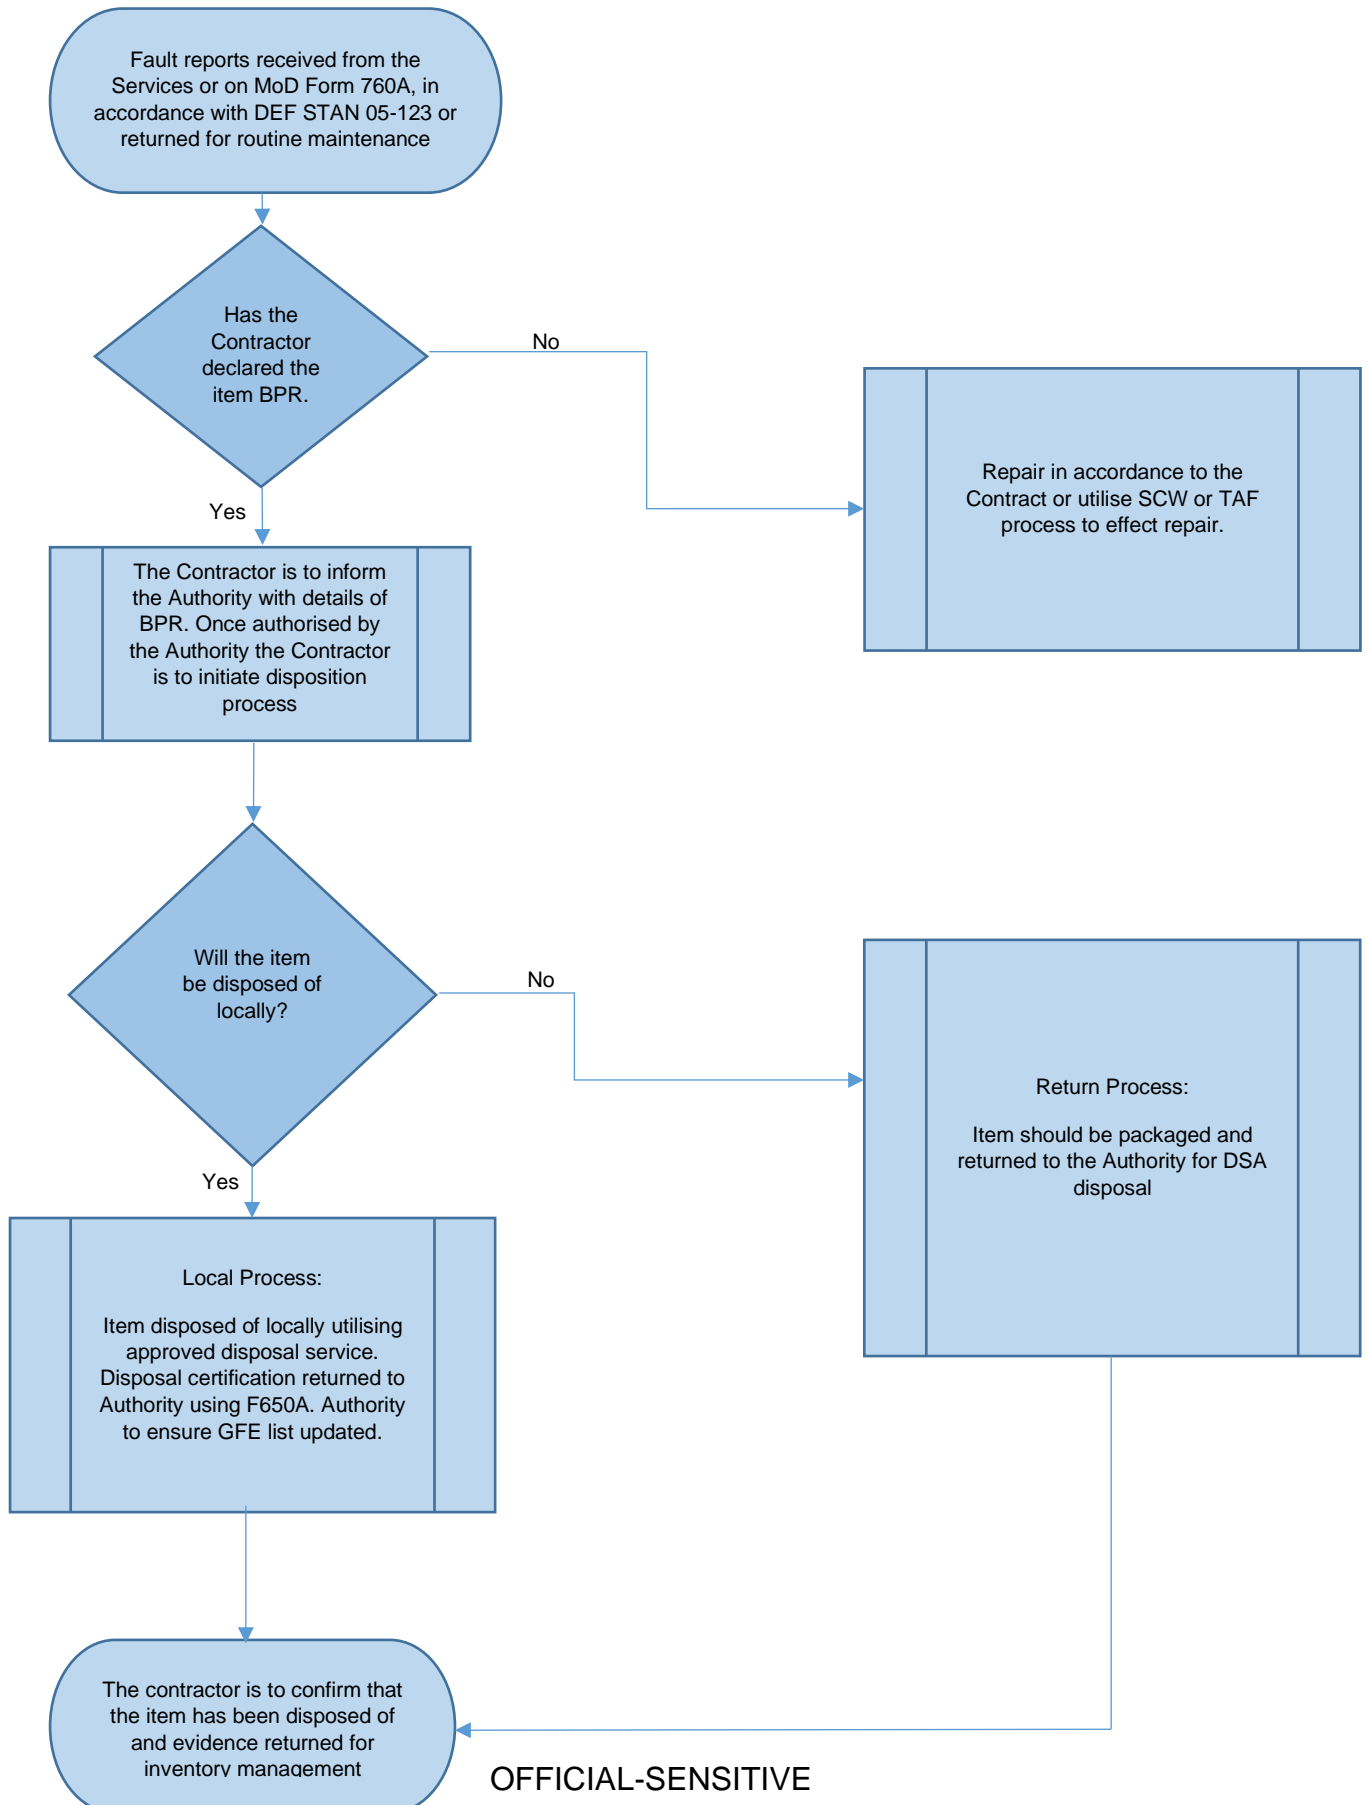 Fault reports received from the
Services or on MoD Form 760A, in
accordance with DEF STAN 05-123 or
returned for routine maintenance
Has the
Contractor
declared the
item BPR.
No
Repair in accordance to the
Contract or utilise SCW or TAF
process to effect repair.
Yes
The Contractor is to inform
the Authority with details of
BPR. Once authorised by
the Authority the Contractor
is to initiate disposition
process
Will the item
be disposed of
locally?
No
Return Process:
Item should be packaged and
returned to the Authority for DSA
disposal
Yes
Local Process:
Item disposed of locally utilising
approved disposal service.
Disposal certification returned to
Authority using F650A. Authority
to ensure GFE list updated.
The contractor is to confirm that
the item has been disposed of
and evidence returned for
inventory management
OFFICIAL-SENSITIVE